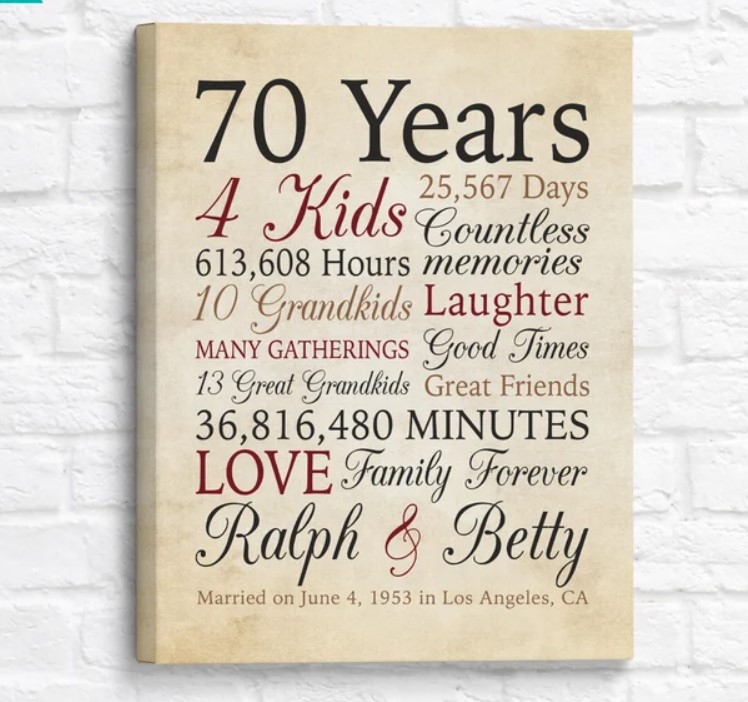 70 Years
4 Kids
25,567 Days
Countless
memories
613,608 Hours
10 Grandkids
Laughter
MANY GATHERINGS
Good Times
13 Great Grandkids
Great Friends
36,816,480 MINUTES
LOVE Family Forever
Ralph & Betty
Married on June 4, 1953 in Los Angeles, CA